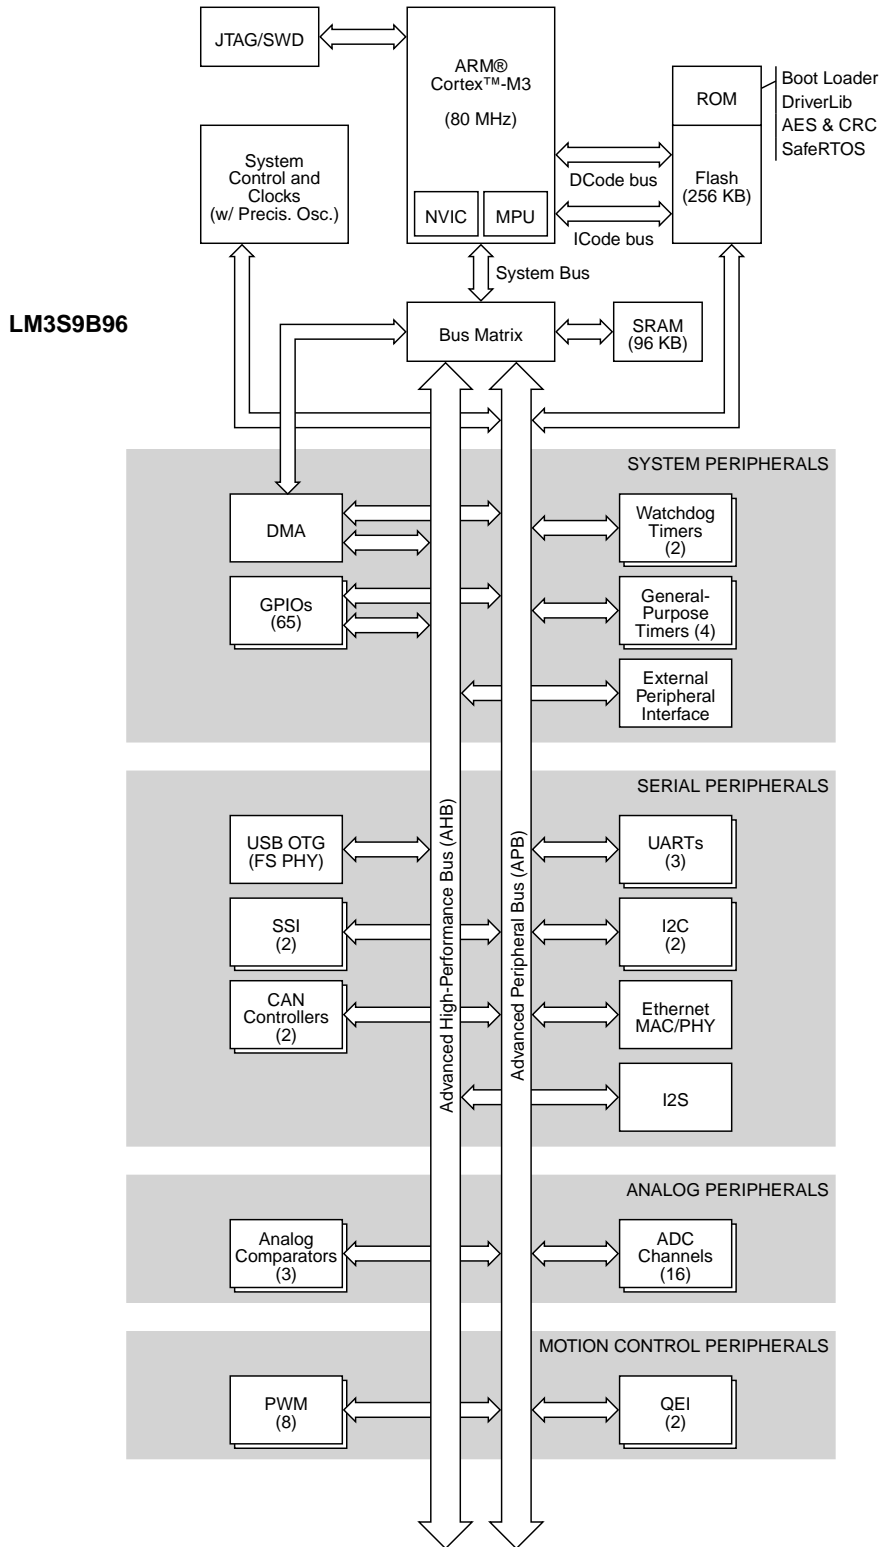 JTAG/SWD
ARM®
Cortex™-M3
(80 MHz)
NVIC
MPU
ROM
Flash
(256 KB)
Boot Loader
DriverLib
AES & CRC
SafeRTOS
DCode bus
ICode bus
System
Control and
Clocks
(w/ Precis. Osc.)
System Bus
LM3S9B96
Bus Matrix
SRAM
(96 KB)
SYSTEM PERIPHERALS
DMA
Watchdog
Timers
(2)
GPIOs
(65)
General-
Purpose
Timers (4)
External
Peripheral
Interface
Advanced High-Performance Bus (AHB)
Advanced Peripheral Bus (APB)
SERIAL PERIPHERALS
USB OTG
(FS PHY)
UARTs
(3)
SSI
(2)
I2C
(2)
CAN
Controllers
(2)
Ethernet
MAC/PHY
I2S
ANALOG PERIPHERALS
Analog
Comparators
(3)
ADC
Channels
(16)
MOTION CONTROL PERIPHERALS
PWM
(8)
QEI
(2)